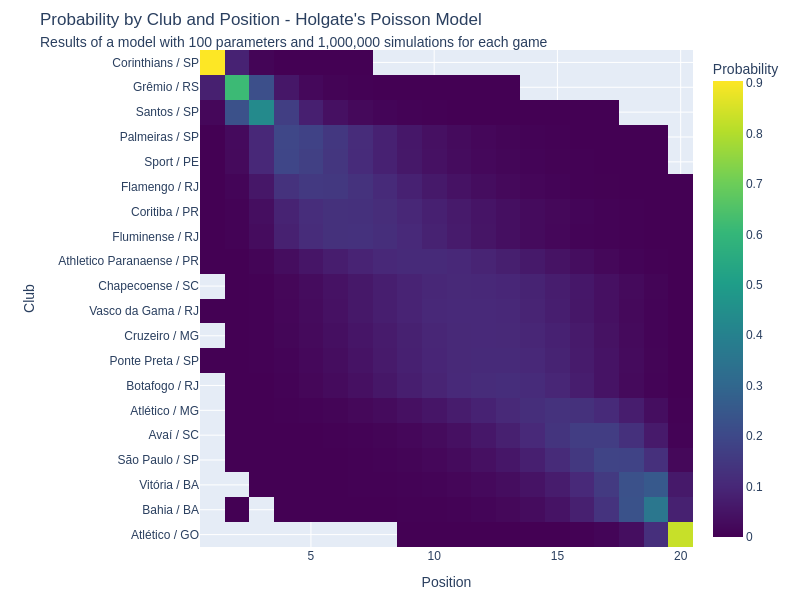 Probability by Club and Position - Holgate's Poisson Model
Results of a model with 100 parameters and 1,000,000 simulations for each game
Probability
Corinthians / SP
Grêmio / RS
Santos / SP
Palmeiras / SP
Sport / PE
Flamengo / RJ
Coritiba / PR
Fluminense / RJ
Athletico Paranaense / PR
Chapecoense / SC
Vasco da Gama / RJ
Cruzeiro / MG
Ponte Preta / SP
Botafogo / RJ
Atlético / MG
Avaí / SC
São Paulo / SP
Vitória / BA
Bahia / BA
Atlético / GO
Club
5
10
15
20
Position
0.9
0.8
0.7
0.6
0.5
0.4
0.3
0.2
0.1
0